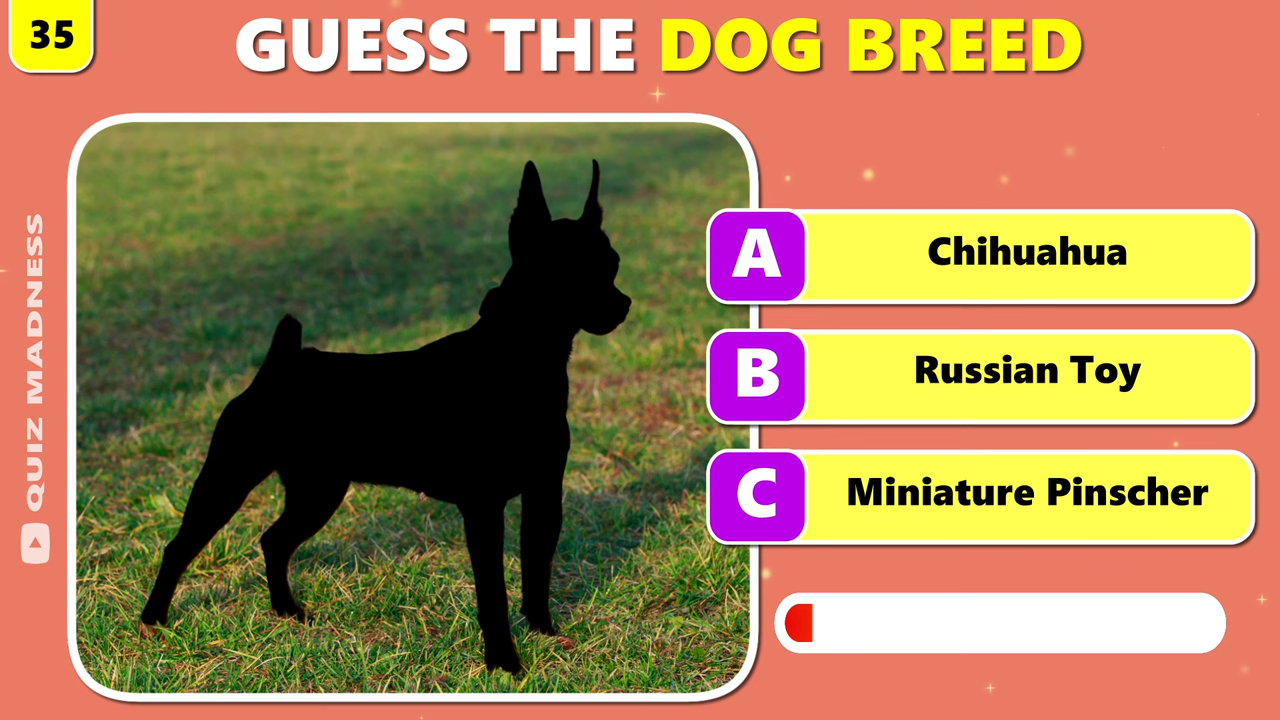 35
GUESS THE DOG BREED
QUIZ MADNESS
A Chihuahua
B Russian Toy
C Miniature Pinscher